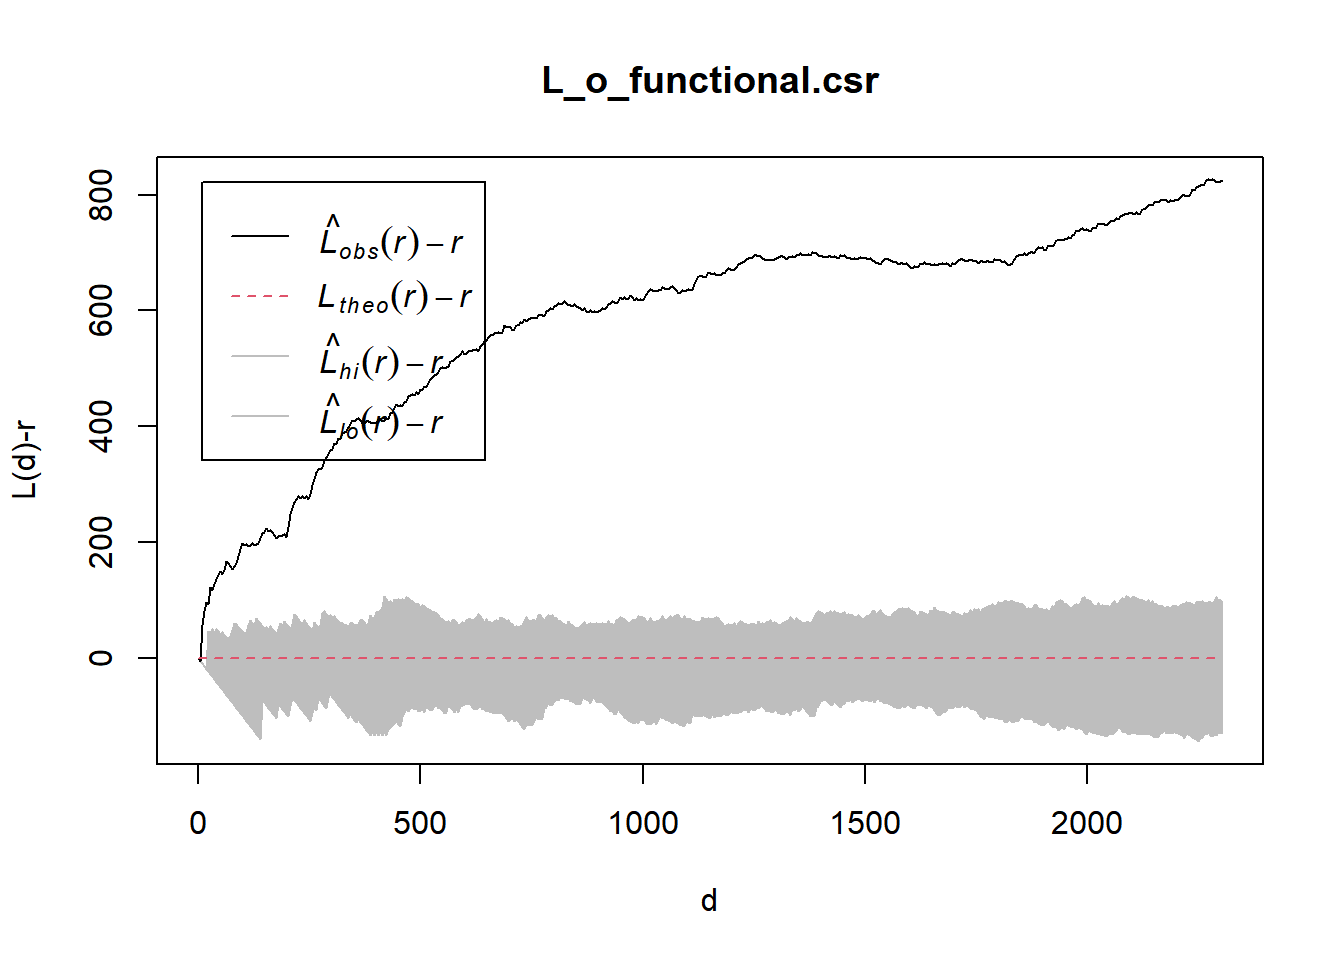 L_o_functional.csr
L̂obs(r) − r
Ltheo(r) − r
L̂hi(r) − r
L̂lo(r) − r
L(d)-r
0 200 400 600 800
0 500 1000 1500 2000
d